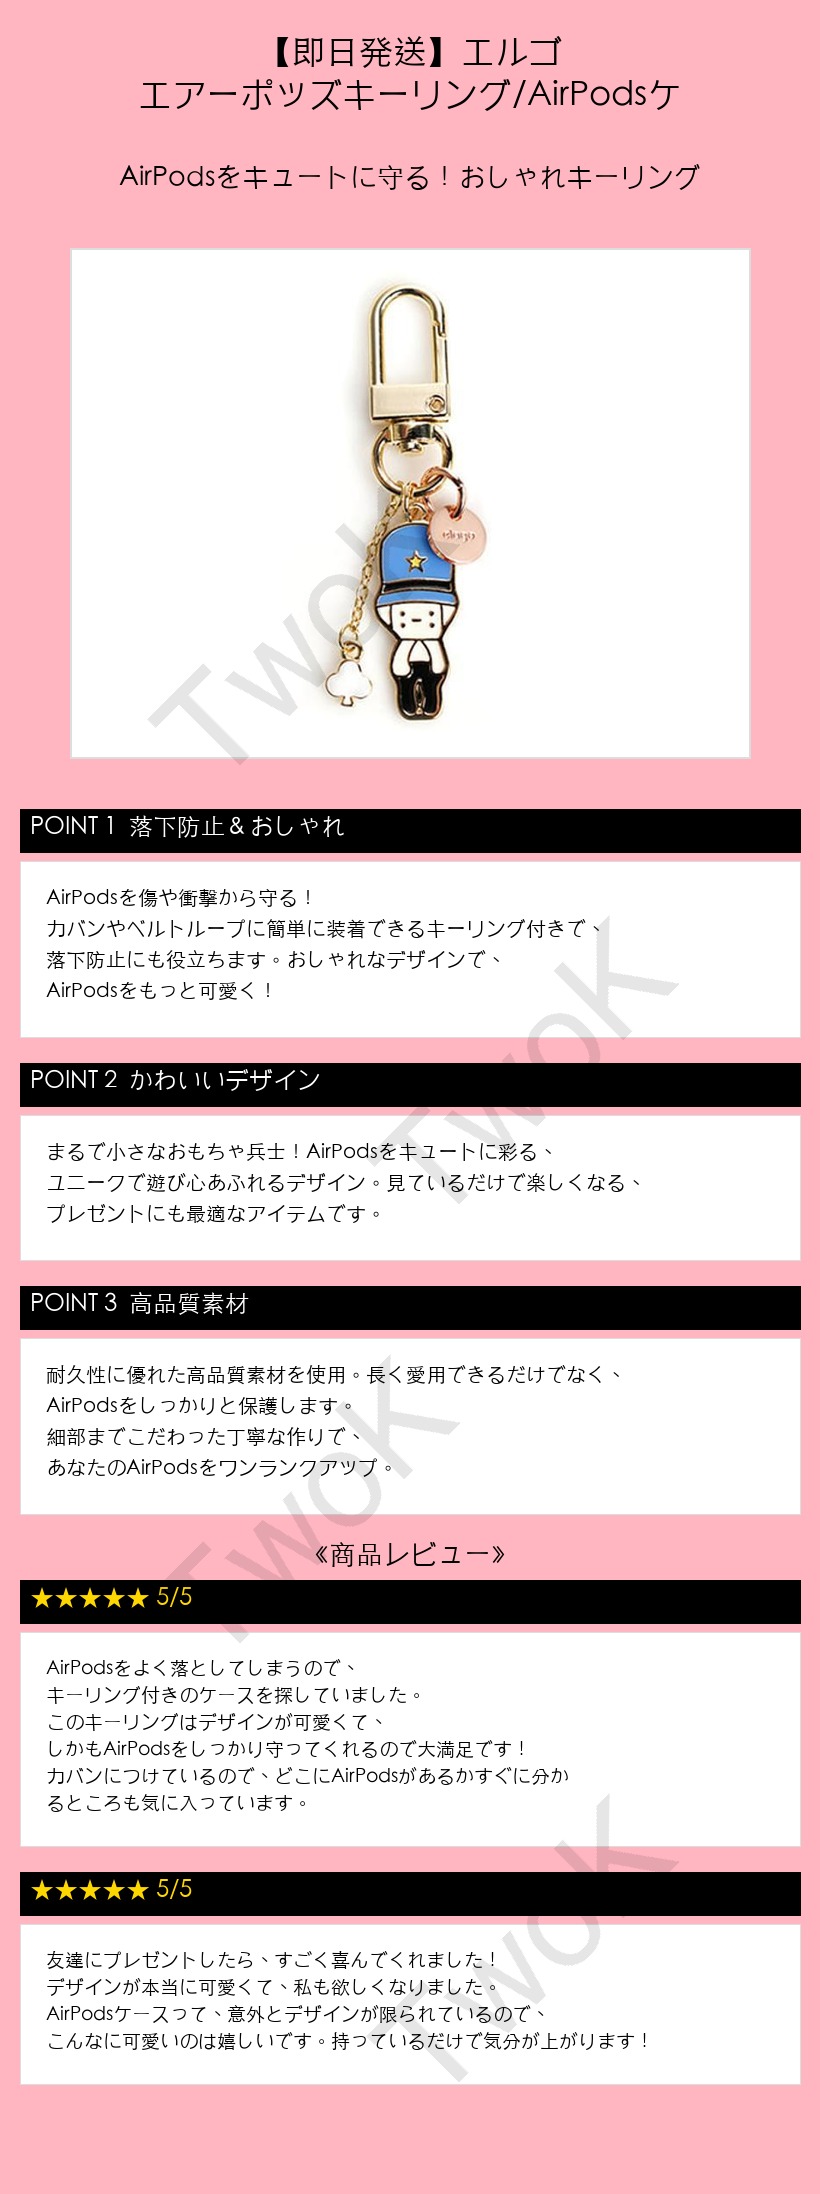 【即日発送】エルゴ
エアーポッズキーリング/AirPodsケ
AirPodsをキュートに守る！おしゃれキーリング
elago
TwoK
POINT 1 落下防止＆おしゃれ
AirPodsを傷や衝撃から守る！
カバンやベルトループに簡単に装着できるキーリング付きで、
落下防止にも役立ちます。おしゃれなデザインで、
AirPodsをもっと可愛く！
TwoK
POINT 2 かわいいデザイン
まるで小さなおもちゃ兵士！AirPodsをキュートに彩る、
ユニークで遊び心あふれるデザイン。見ているだけで楽しくなる、
プレゼントにも最適なアイテムです。
POINT 3 高品質素材
耐久性に優れた高品質素材を使用。長く愛用できるだけでなく、
AirPodsをしっかりと保護します。
細部までこだわった丁寧な作りで、
あなたのAirPodsをワンランクアップ。
TwoK
《商品レビュー》
★★★★★ 5/5
AirPodsをよく落としてしまうので、
キーリング付きのケースを探していました。
このキーリングはデザインが可愛くて、
しかもAirPodsをしっかり守ってくれるので大満足です！
カバンにつけているので、どこにAirPodsがあるかすぐに分か
るところも気に入っています。
TwoK
★★★★★ 5/5
友達にプレゼントしたら、すごく喜んでくれました！
デザインが本当に可愛くて、私も欲しくなりました。
AirPodsケースって、意外とデザインが限られているので、
こんなに可愛いのは嬉しいです。持っているだけで気分が上がります！